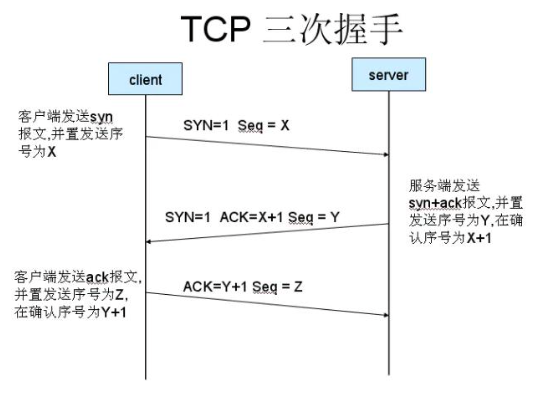 TCP 三次握手
client
server
客户端发送syn
报文,并置发送序
号为X
SYN=1 Seq = X
服务端发送
syn+ack报文,并置
发送序号为Y,在确
认序号为X+1
SYN=1 ACK=X+1 Seq = Y
客户端发送ack报文,
并置发送序号为Z,
在确认序号为Y+1
ACK=Y+1 Seq = Z